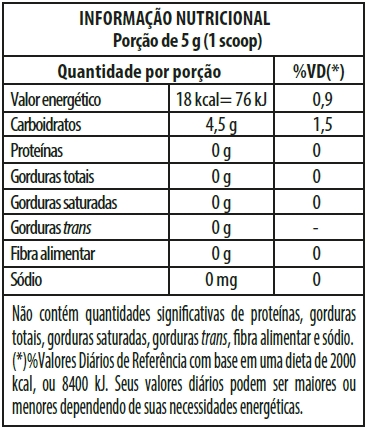 INFORMAÇÃO NUTRICIONAL
Porção de 5 g (1 scoop)
Quantidade por porção %VD(*)
Valor energético 18 kcal= 76 kJ 0,9
Carboidratos 4,5 g 1,5
Proteínas 0 g 0
Gorduras totais 0 g 0
Gorduras saturadas 0 g 0
Gorduras trans 0 g -
Fibra alimentar 0 g 0
Sódio 0 mg 0
Não contém quantidades significativas de proteínas, gorduras
totais, gorduras saturadas, gorduras trans, fibra alimentar e sódio.
(*)%Valores Diários de Referência com base em uma dieta de 2000
kcal, ou 8400 kJ. Seus valores diários podem ser maiores ou
menores dependendo de suas necessidades energéticas.